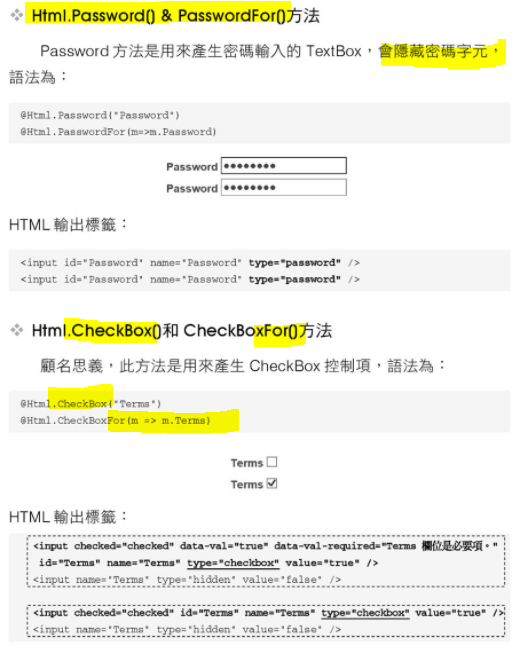 ❖ Html.Password() & PasswordFor()方法
Password 方法是用來產生密碼輸入的 TextBox，會隱藏密碼字元，
語法為：
@Html.Password("Password")
@Html.PasswordFor(m=>m.Password)
Password ●●●●●●●●
Password ●●●●●●●●
HTML 輸出標籤：
<input id="Password" name="Password" type="password" />
<input id="Password" name="Password" type="password" />
❖ Html.CheckBox()和 CheckBoxFor()方法
顧名思義，此方法是用來產生 CheckBox 控制項，語法為：
@Html.CheckBox("Terms")
@Html.CheckBoxFor(m => m.Terms)
Terms ☐
Terms ☑
HTML 輸出標籤：
<input checked="checked" data-val="true" data-val-required="Terms 欄位是必要項。"
id="Terms" name="Terms" type="checkbox" value="true" />
<input name="Terms" type="hidden" value="false" />
<input checked="checked" id="Terms" name="Terms" type="checkbox" value="true" />
<input name="Terms" type="hidden" value="false" />